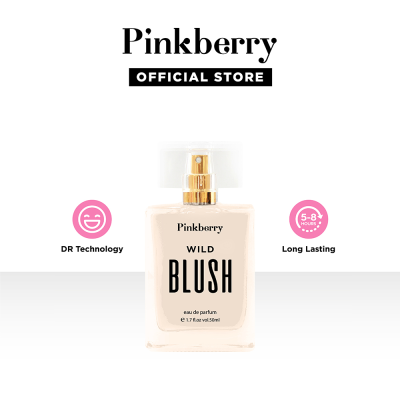 Pinkberry
OFFICIAL STORE
5-8
HOURS
DR Technology
Long Lasting
Pinkberry
WILD
BLUSH
eau de parfum
℮ 1.7 fl oz vol.50ml